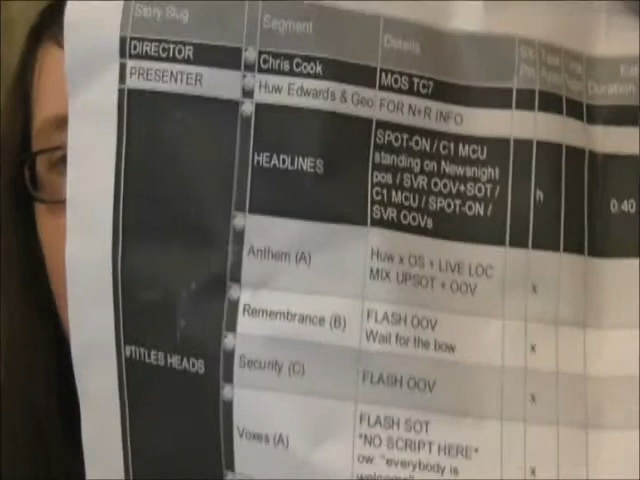 Story Slug
Segment
Details
DIRECTOR
Chris Cook
MOS TC7
PRESENTER
Huw Edwards & Geo
FOR N+R INFO
HEADLINES
SPOT-ON / C1 MCU
standing on Newsnight
pos / SVR OOV+SOT /
C1 MCU / SPOT-ON /
SVR OOVs
h
0.40
#TITLES HEADS
Anthem (A)
Huw x OS + LIVE LOC
MIX UPSOT + OOV
x
Remembrance (B)
FLASH OOV
Wait for the bow
x
Security (C)
FLASH OOV
x
Voxes (A)
FLASH SOT
*NO SCRIPT HERE*
ow "everybody is
x